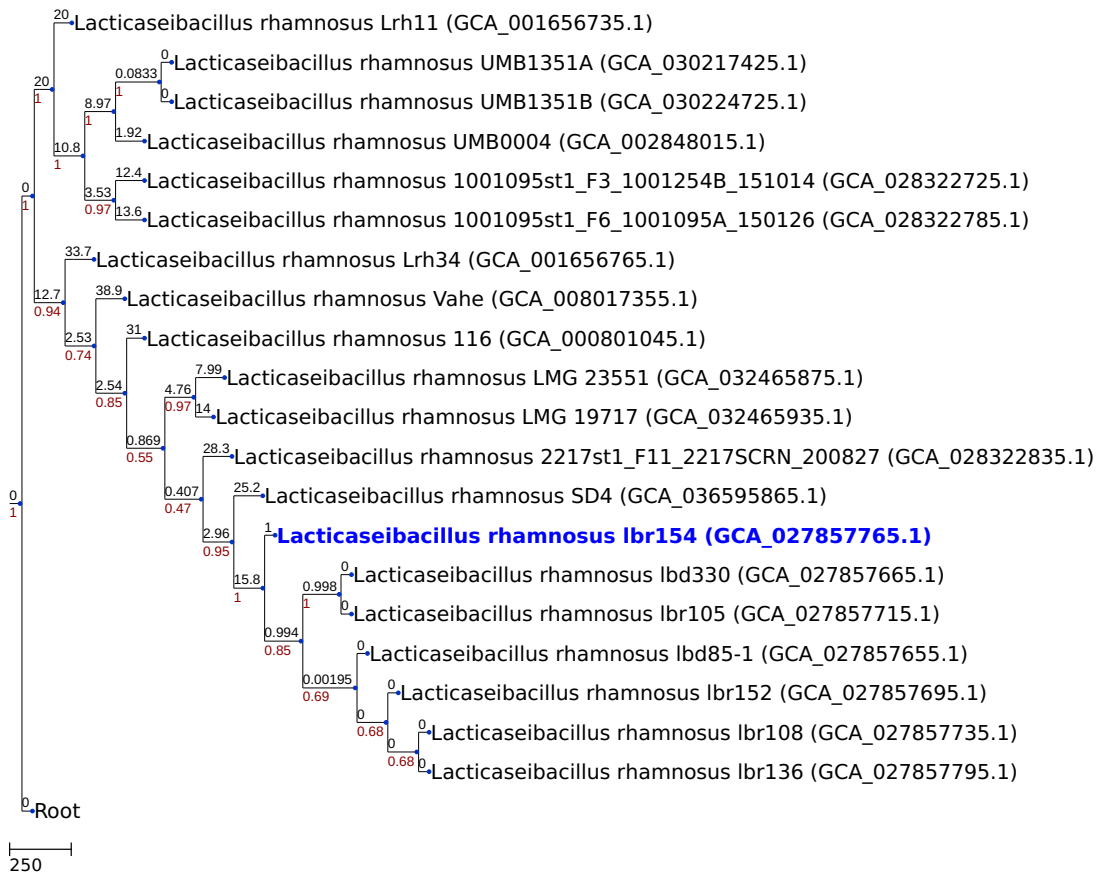 20
Lacticaseibacillus rhamnosus Lrh11 (GCA_001656735.1)
0
Lacticaseibacillus rhamnosus UMB1351A (GCA_030217425.1)
0.0833
1
20
1
0
Lacticaseibacillus rhamnosus UMB1351B (GCA_030224725.1)
8.97
1
1.92
Lacticaseibacillus rhamnosus UMB0004 (GCA_002848015.1)
10.8
1
12.4
Lacticaseibacillus rhamnosus 1001095st1_F3_1001254B_151014 (GCA_028322725.1)
0
1
3.53
0.97
13.6
Lacticaseibacillus rhamnosus 1001095st1_F6_1001095A_150126 (GCA_028322785.1)
33.7
Lacticaseibacillus rhamnosus Lrh34 (GCA_001656765.1)
12.7
0.94
38.9
Lacticaseibacillus rhamnosus Vahe (GCA_008017355.1)
2.53
0.74
31
Lacticaseibacillus rhamnosus 116 (GCA_000801045.1)
7.99
Lacticaseibacillus rhamnosus LMG 23551 (GCA_032465875.1)
2.54
0.85
4.76
0.97
14
Lacticaseibacillus rhamnosus LMG 19717 (GCA_032465935.1)
0.869
0.55
28.3
Lacticaseibacillus rhamnosus 2217st1_F11_2217SCRN_200827 (GCA_028322835.1)
0.407
0.47
25.2
Lacticaseibacillus rhamnosus SD4 (GCA_036595865.1)
0
1
2.96
0.95
1
Lacticaseibacillus rhamnosus lbr154 (GCA_027857765.1)
0
Lacticaseibacillus rhamnosus lbd330 (GCA_027857665.1)
15.8
1
0.998
1
0
Lacticaseibacillus rhamnosus lbr105 (GCA_027857715.1)
0.994
0.85
0
Lacticaseibacillus rhamnosus lbd85-1 (GCA_027857655.1)
0.00195
0.69
0
Lacticaseibacillus rhamnosus lbr152 (GCA_027857695.1)
0
0.68
0
Lacticaseibacillus rhamnosus lbr108 (GCA_027857735.1)
0
0.68
0
Lacticaseibacillus rhamnosus lbr136 (GCA_027857795.1)
0
Root
250